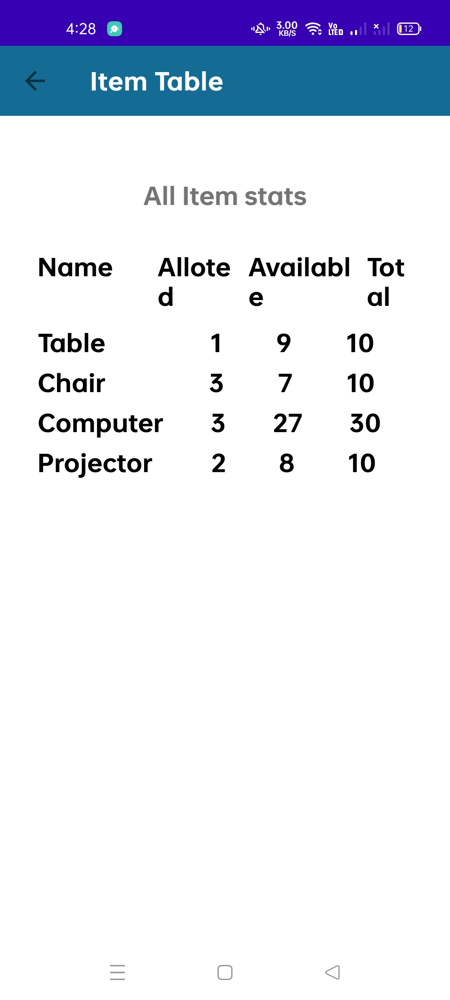 4:28 3.00 KB/S Vo LTE 12
Item Table
All Item stats
Name Allote Availabl Tot
d e al
Table 1 9 10
Chair 3 7 10
Computer 3 27 30
Projector 2 8 10